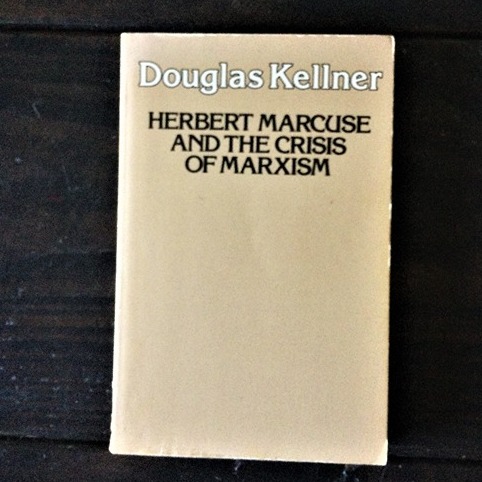 Douglas Kellner
HERBERT MARCUSE
AND THE CRISIS
OF MARXISM